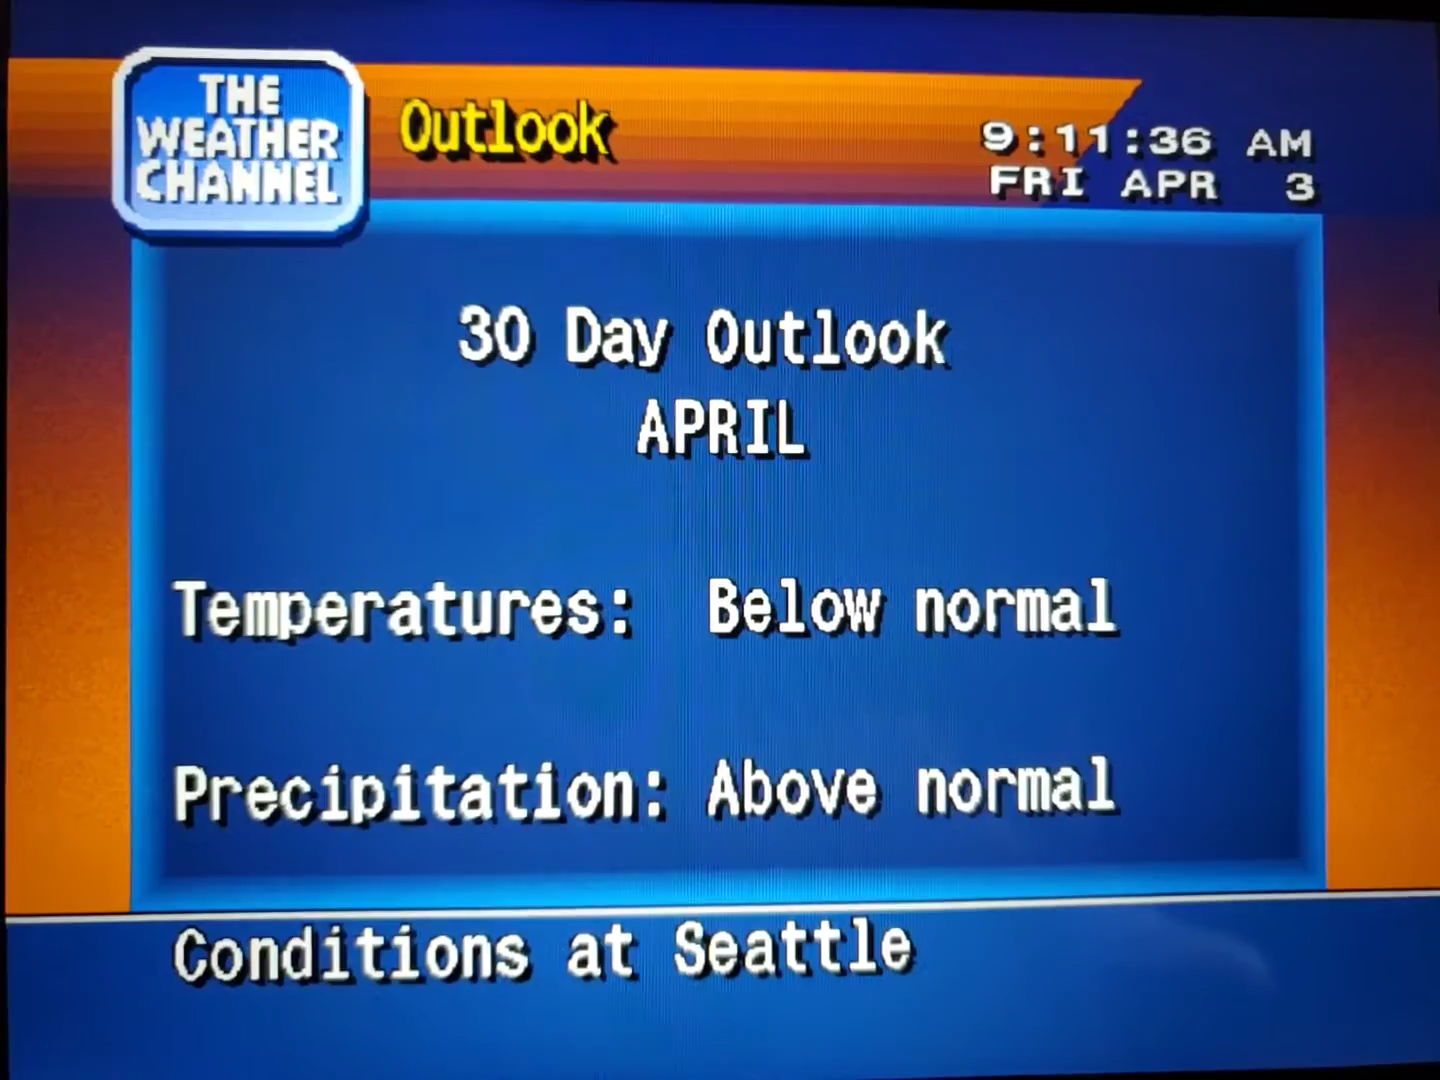 THE
WEATHER
CHANNEL
Outlook
9:11:36 AM
FRI APR 3
30 Day Outlook
APRIL
Temperatures: Below normal
Precipitation: Above normal
Conditions at Seattle